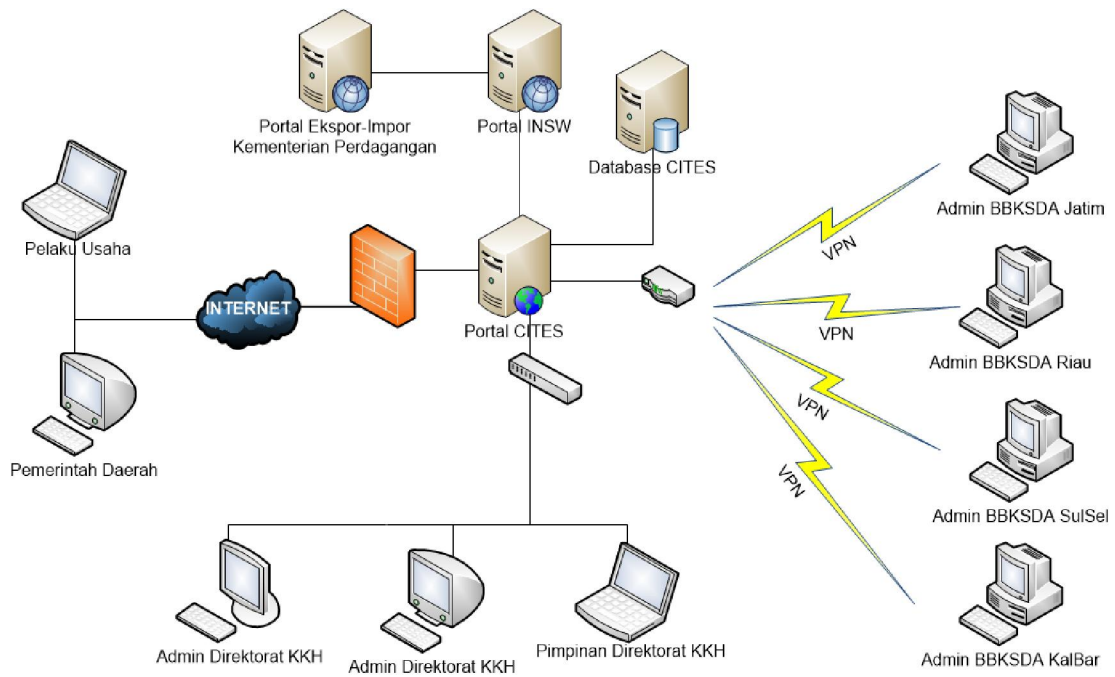 Portal Ekspor-Impor
Kementerian Perdagangan
Portal INSW
Database CITES
Pelaku Usaha
INTERNET
Portal CITES
Pemerintah Daerah
VPN
VPN
VPN
VPN
Admin BBKSDA Jatim
Admin BBKSDA Riau
Admin BBKSDA SulSel
Admin BBKSDA KalBar
Admin Direktorat KKH
Admin Direktorat KKH
Pimpinan Direktorat KKH